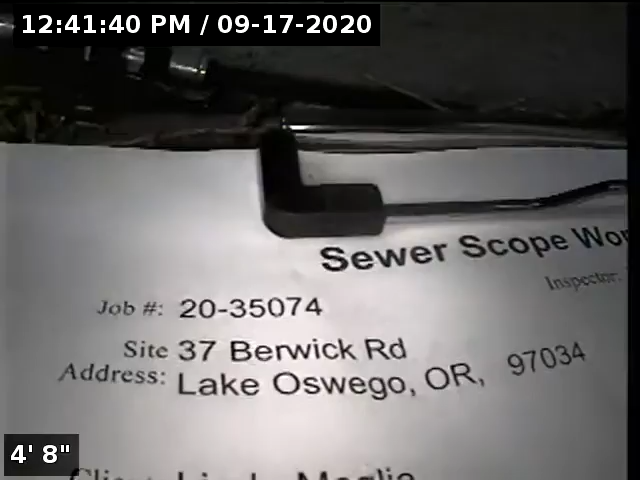 12:41:40 PM / 09-17-2020
Sewer Scope
Inspector:
Job #: 20-35074
Site 37 Berwick Rd
Address: Lake Oswego, OR, 97034
4' 8"